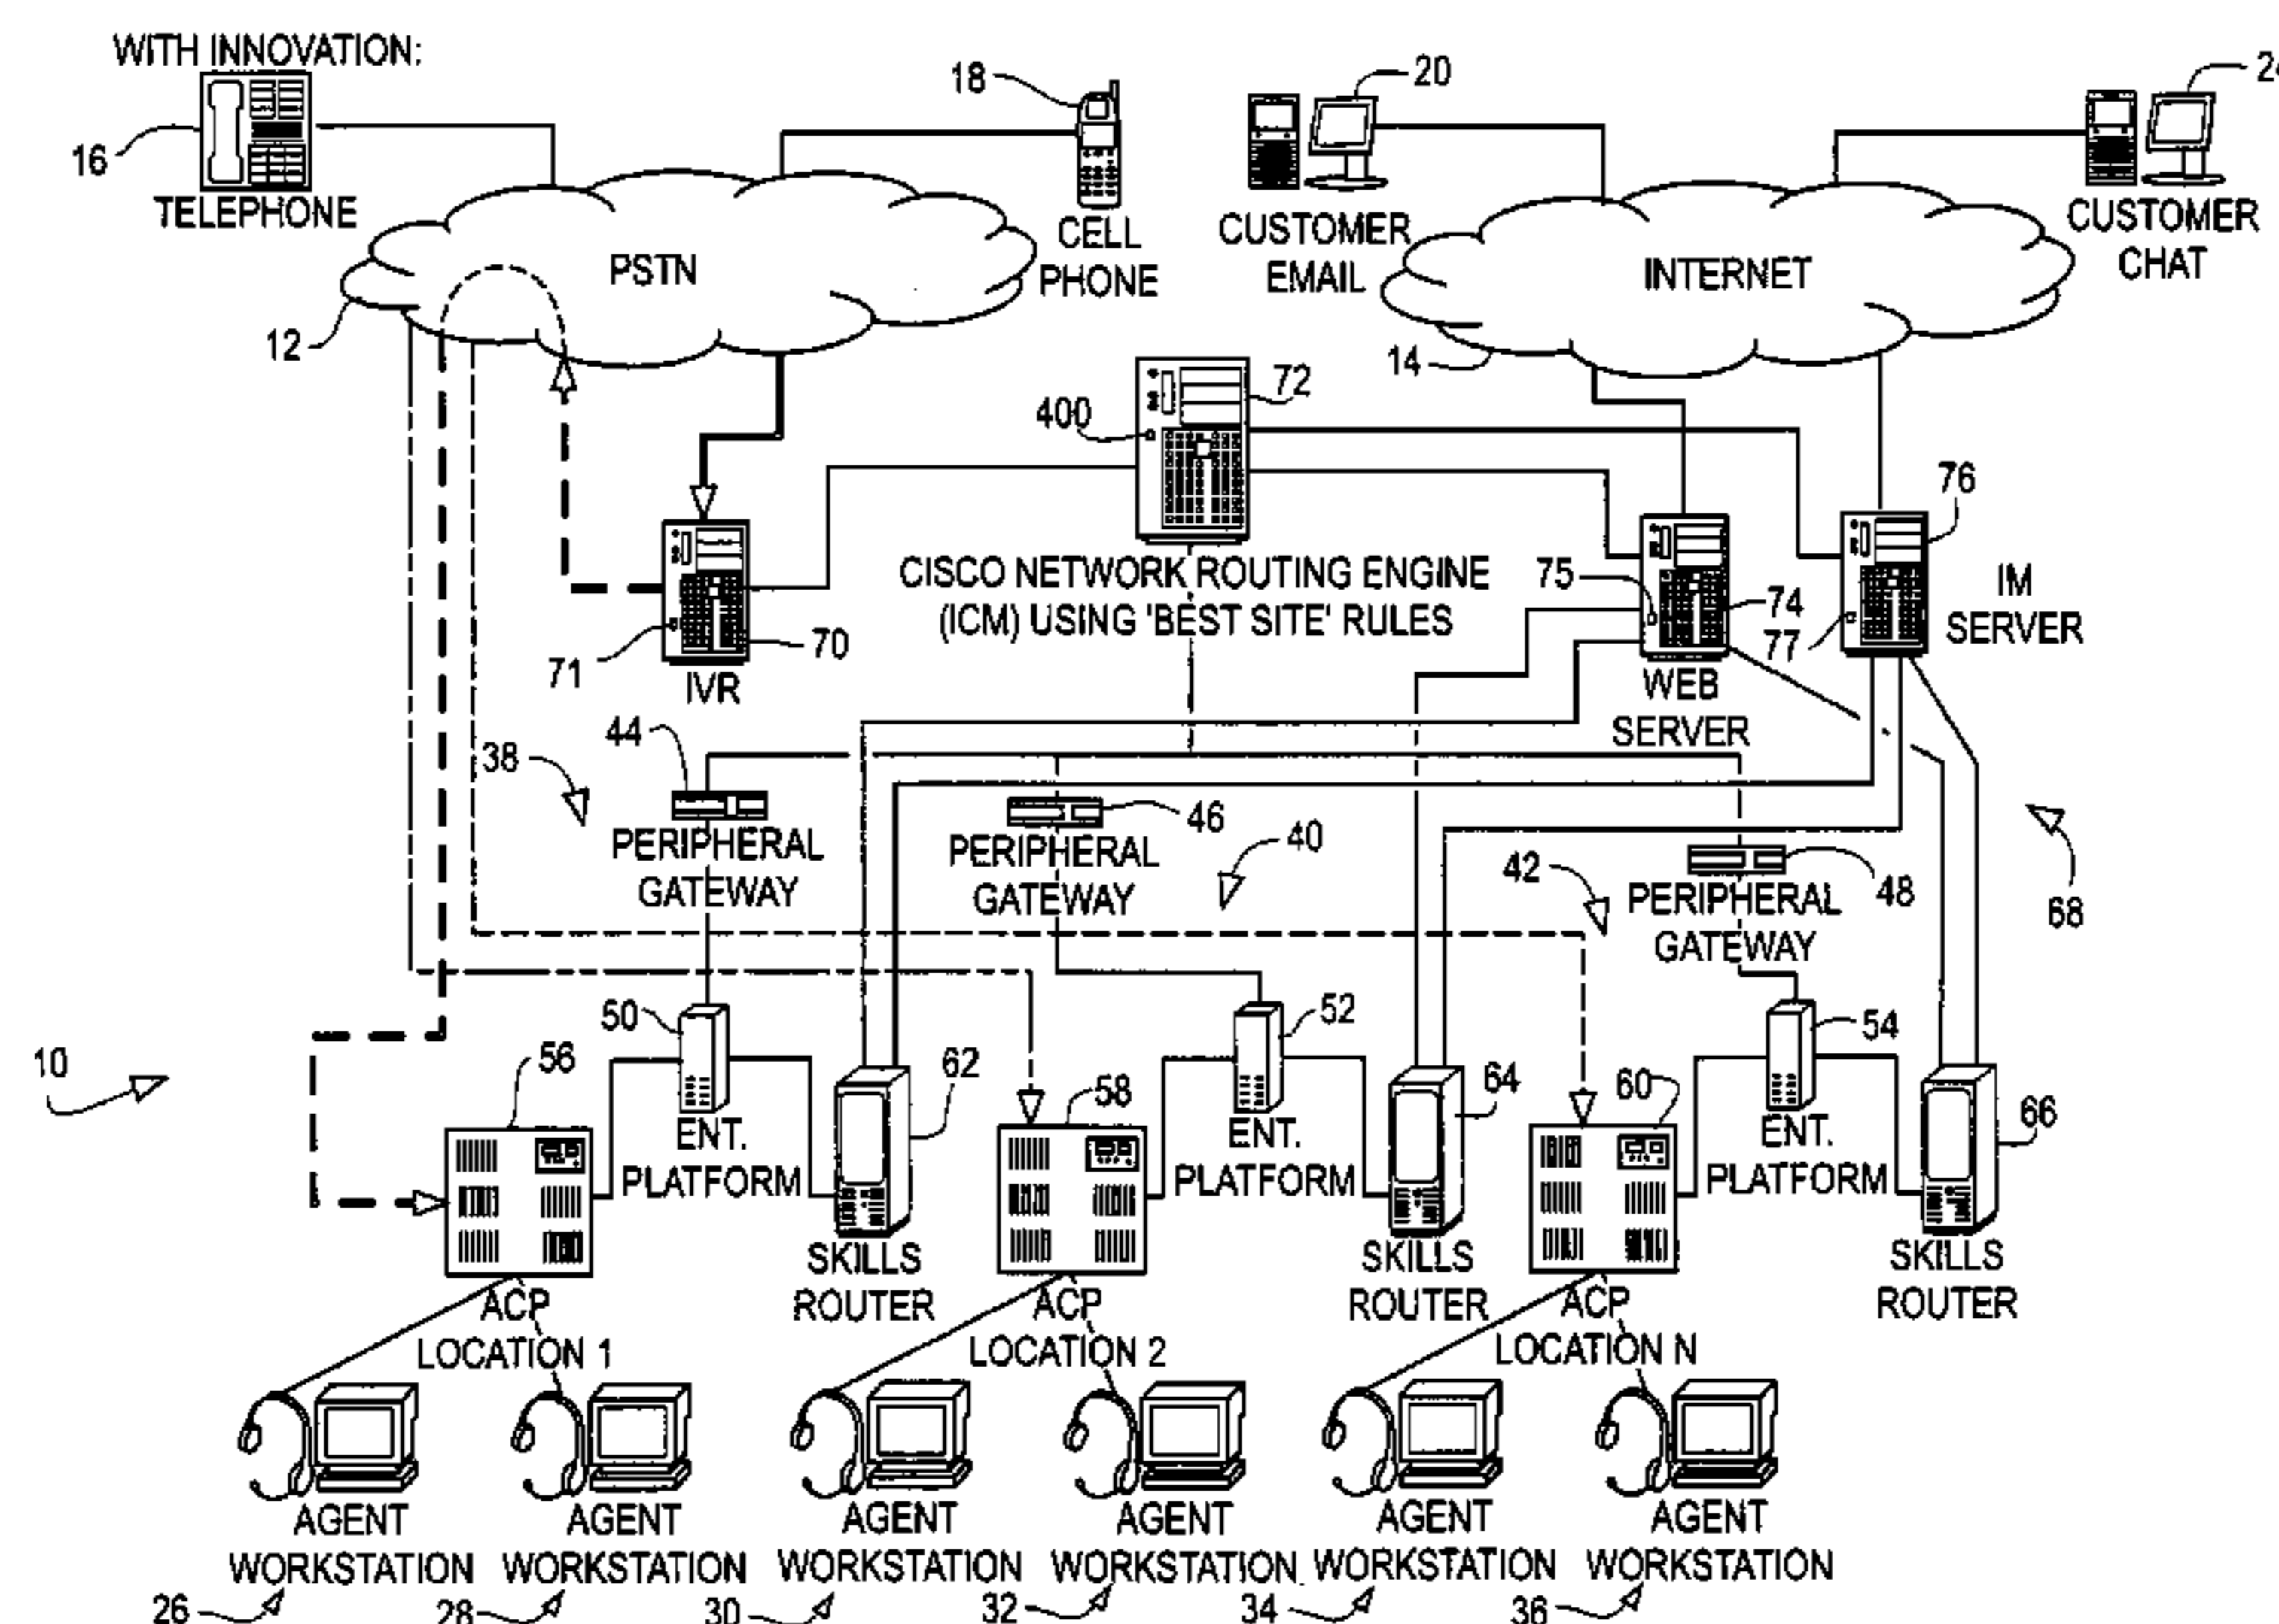 WITH INNOVATION:
16
TELEPHONE
18
CELL
PHONE
20
CUSTOMER
EMAIL
CUSTOMER
CHAT
PSTN
12
INTERNET
14
400
72
CISCO NETWORK ROUTING ENGINE
(ICM) USING 'BEST SITE' RULES
71
70
IVR
75
74
WEB
SERVER
76
77
IM
SERVER
38
44
PERIPHERAL
GATEWAY
46
PERIPHERAL
GATEWAY
40
42
48
PERIPHERAL
GATEWAY
68
10
50
ENT.
PLATFORM
52
ENT.
PLATFORM
54
ENT.
PLATFORM
56
62
58
64
60
66
SKILLS
ROUTER
SKILLS
ROUTER
SKILLS
ROUTER
ACP
LOCATION 1
ACP
LOCATION 2
ACP
LOCATION N
AGENT
WORKSTATION
AGENT
WORKSTATION
AGENT
WORKSTATION
AGENT
WORKSTATION
AGENT
WORKSTATION
AGENT
WORKSTATION
26
28
30
32
34
36